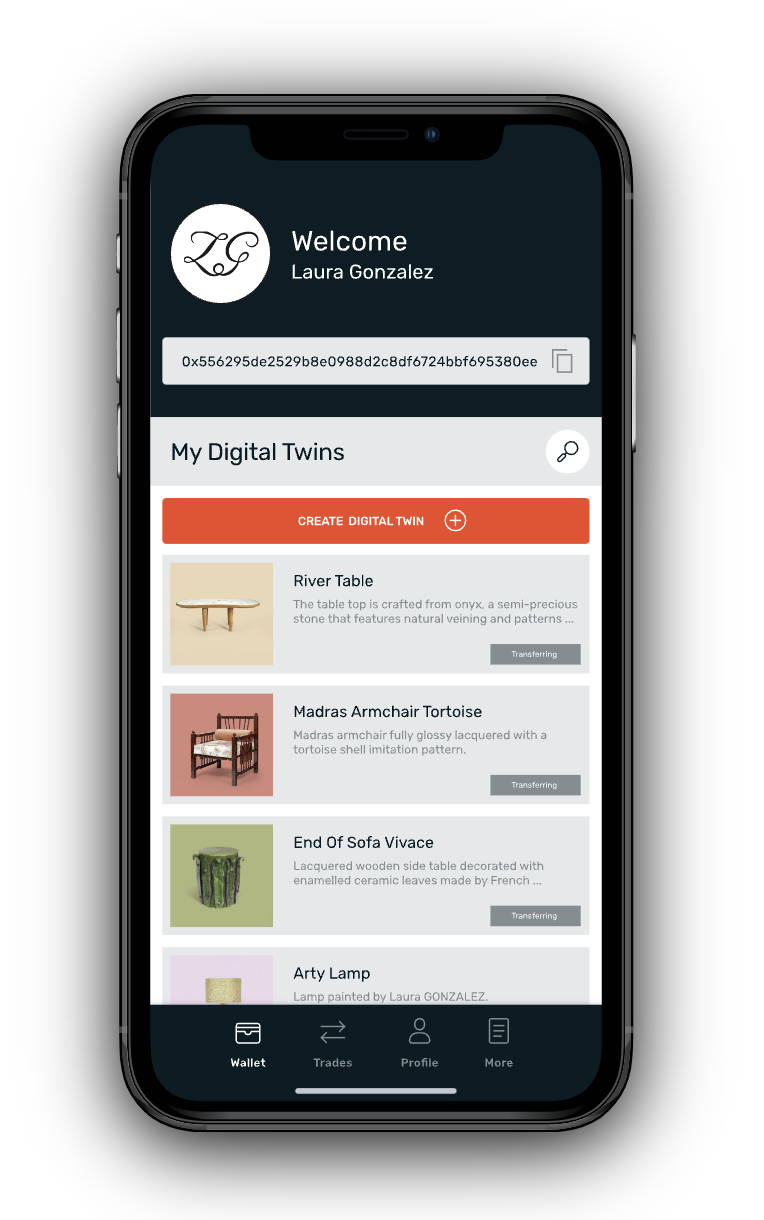 LG
Welcome
Laura Gonzalez
0x556295de2529b8e0988d2c8df6724bbf695380ee
My Digital Twins
CREATE DIGITAL TWIN
River Table
The table top is crafted from onyx, a semi-precious
stone that features natural veining and patterns ...
Transferring
Madras Armchair Tortoise
Madras armchair fully glossy lacquered with a
tortoise shell imitation pattern.
Transferring
End Of Sofa Vivace
Lacquered wooden side table decorated with
enamelled ceramic leaves made by French ...
Transferring
Arty Lamp
Lamp painted by Laura GONZALEZ.
Wallet
Trades
Profile
More